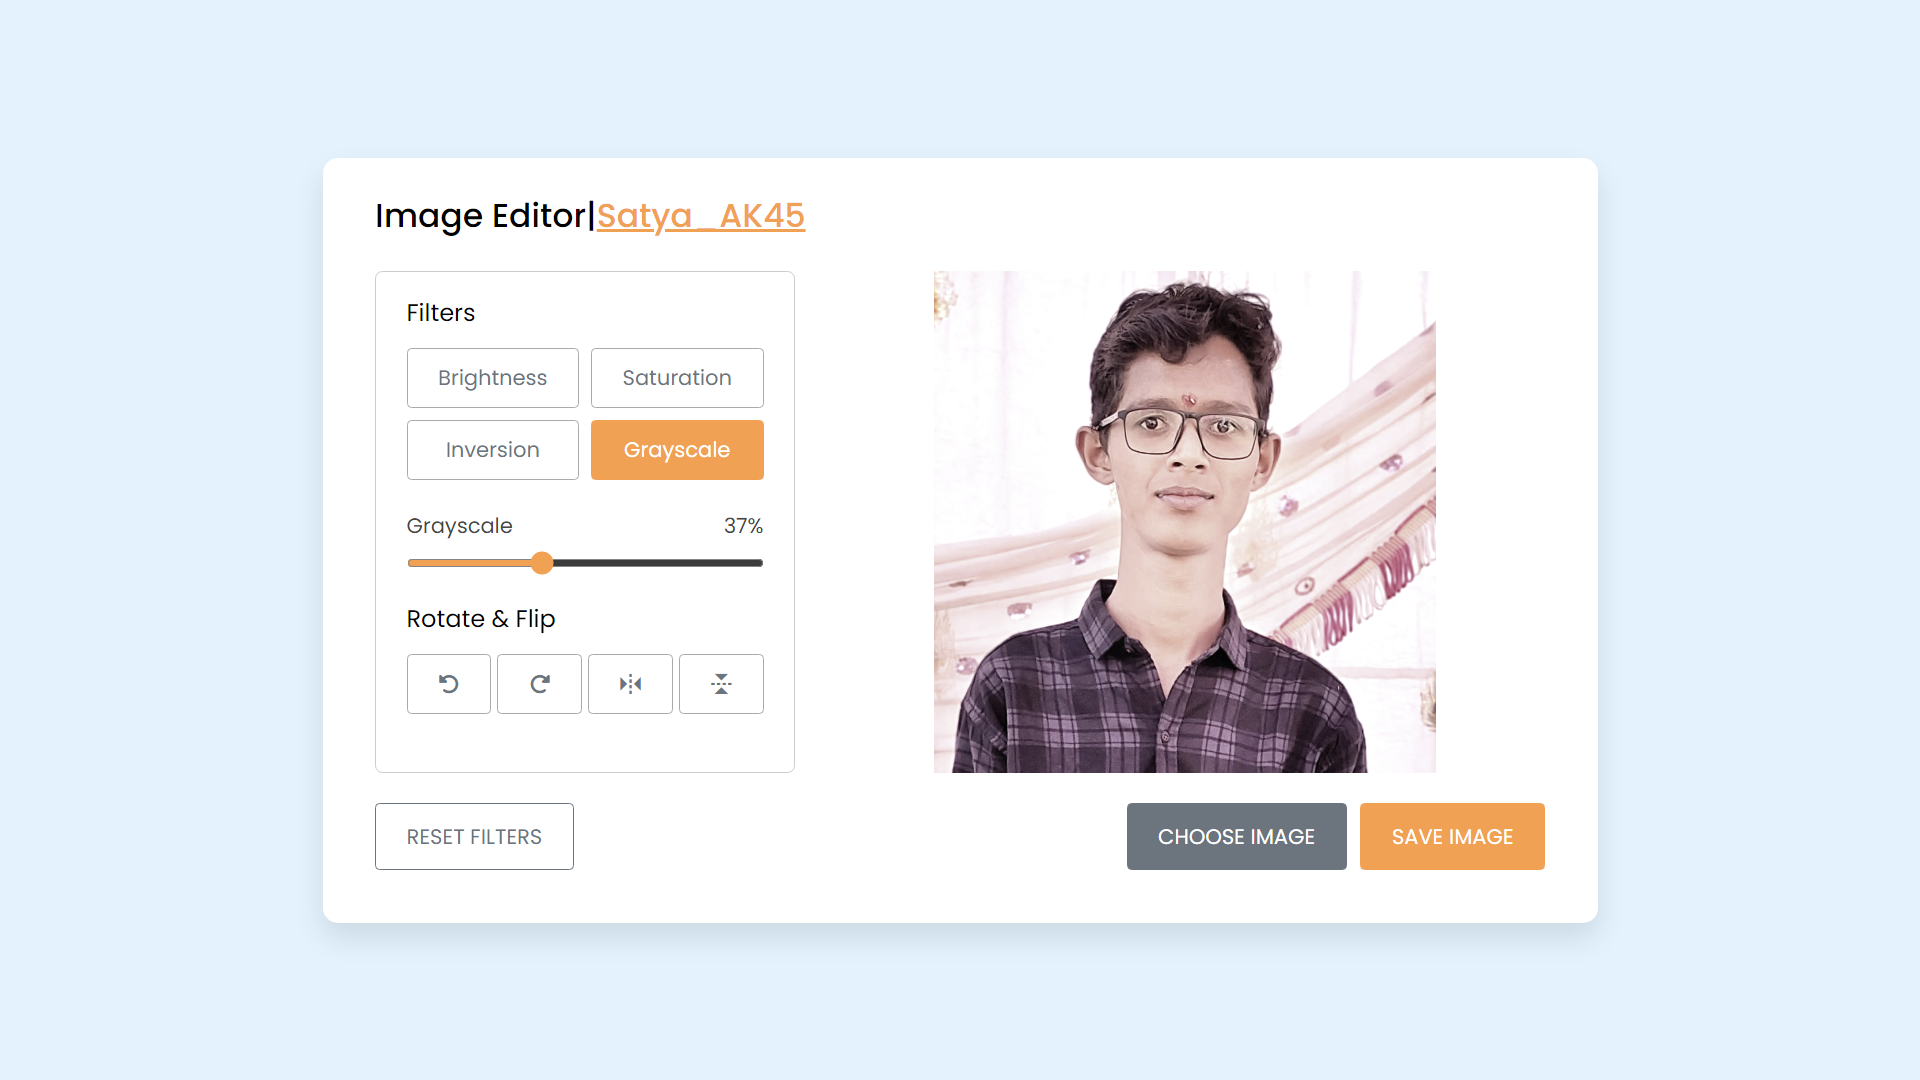 Image Editor|Satya_AK45
Filters
Brightness
Saturation
Inversion
Grayscale
Grayscale
37%
Rotate & Flip
RESET FILTERS
CHOOSE IMAGE
SAVE IMAGE